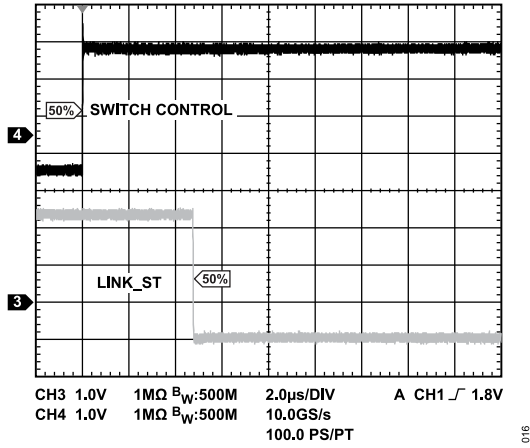 50% SWITCH CONTROL
4
LINK_ST 50%
3
CH3 1.0V 1MΩ BW:500M 2.0µs/DIV A CH1 1.8V
CH4 1.0V 1MΩ BW:500M 10.0GS/s
100.0 PS/PT
016